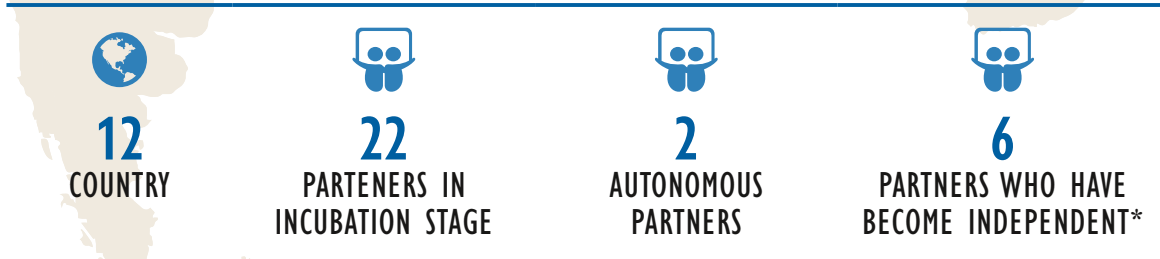 12
COUNTRY
22
PARTENERS IN
INCUBATION STAGE
2
AUTONOMOUS
PARTNERS
6
PARTNERS WHO HAVE
BECOME INDEPENDENT*